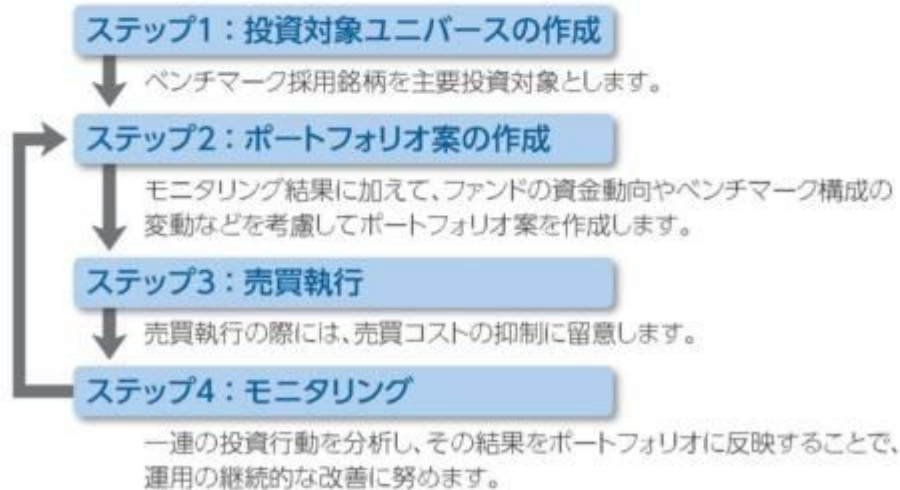 ステップ1：投資対象ユニバースの作成
ベンチマーク採用銘柄を主要投資対象とします。
ステップ2：ポートフォリオ案の作成
モニタリング結果に加えて、ファンドの資金動向やベンチマーク構成の
変動などを考慮してポートフォリオ案を作成します。
ステップ3：売買執行
売買執行の際には、売買コストの抑制に留意します。
ステップ4：モニタリング
一連の投資行動を分析し、その結果をポートフォリオに反映することで、
運用の継続的な改善に努めます。